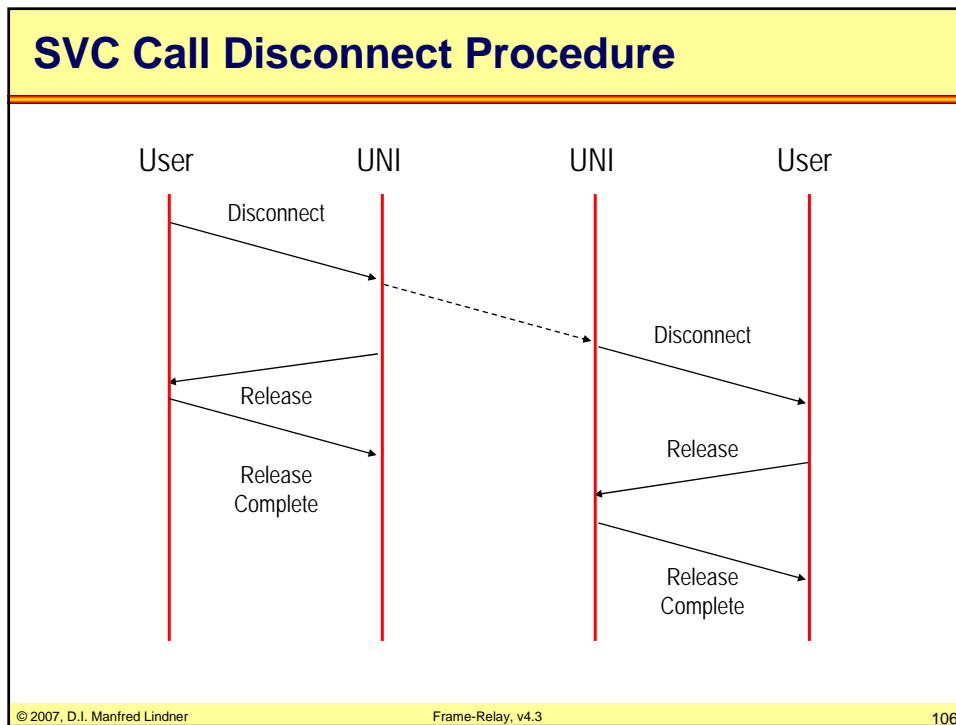 SVC Call Disconnect Procedure
User UNI UNI User
Disconnect
Disconnect
Release
Release
Release
Complete
Release
Complete
© 2007, D.I. Manfred Lindner Frame-Relay, v4.3 106